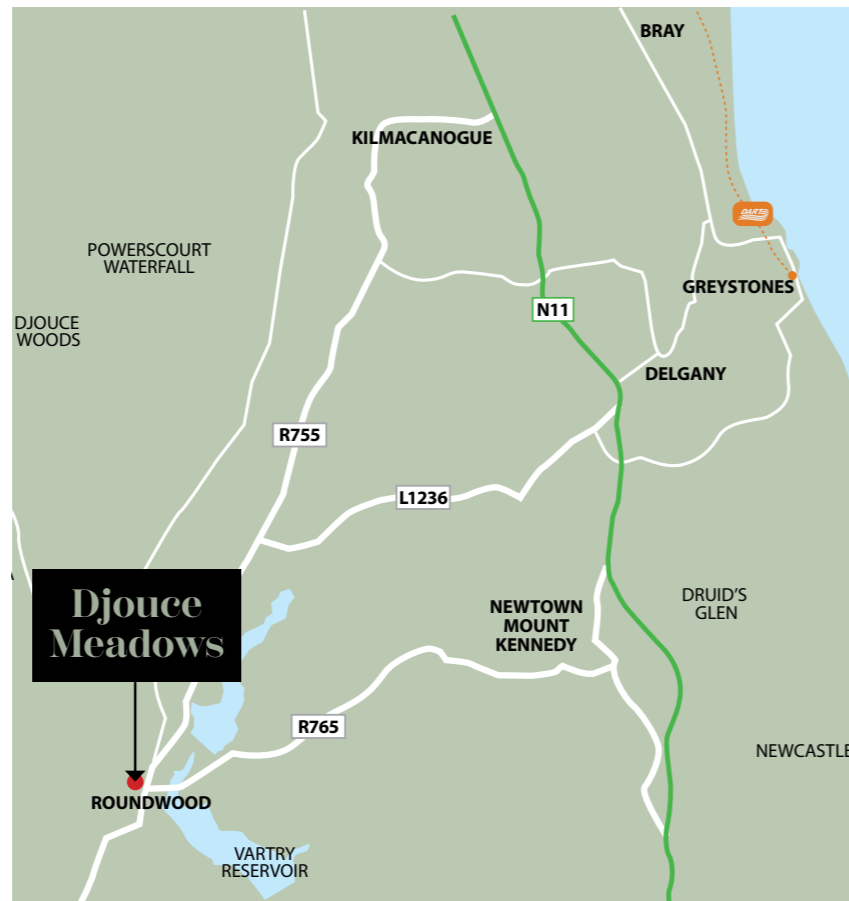 BRAY
KILMACANOGUE
DART
POWERSCOURT
WATERFALL
GREYSTONES
DJOUCE
WOODS
N11
DELGANY
R755
L1236
Djouce
Meadows
NEWTOWN
MOUNT
KENNEDY
DRUID'S
GLEN
R765
NEWCASTLE
ROUNDWOOD
VARTRY
RESERVOIR